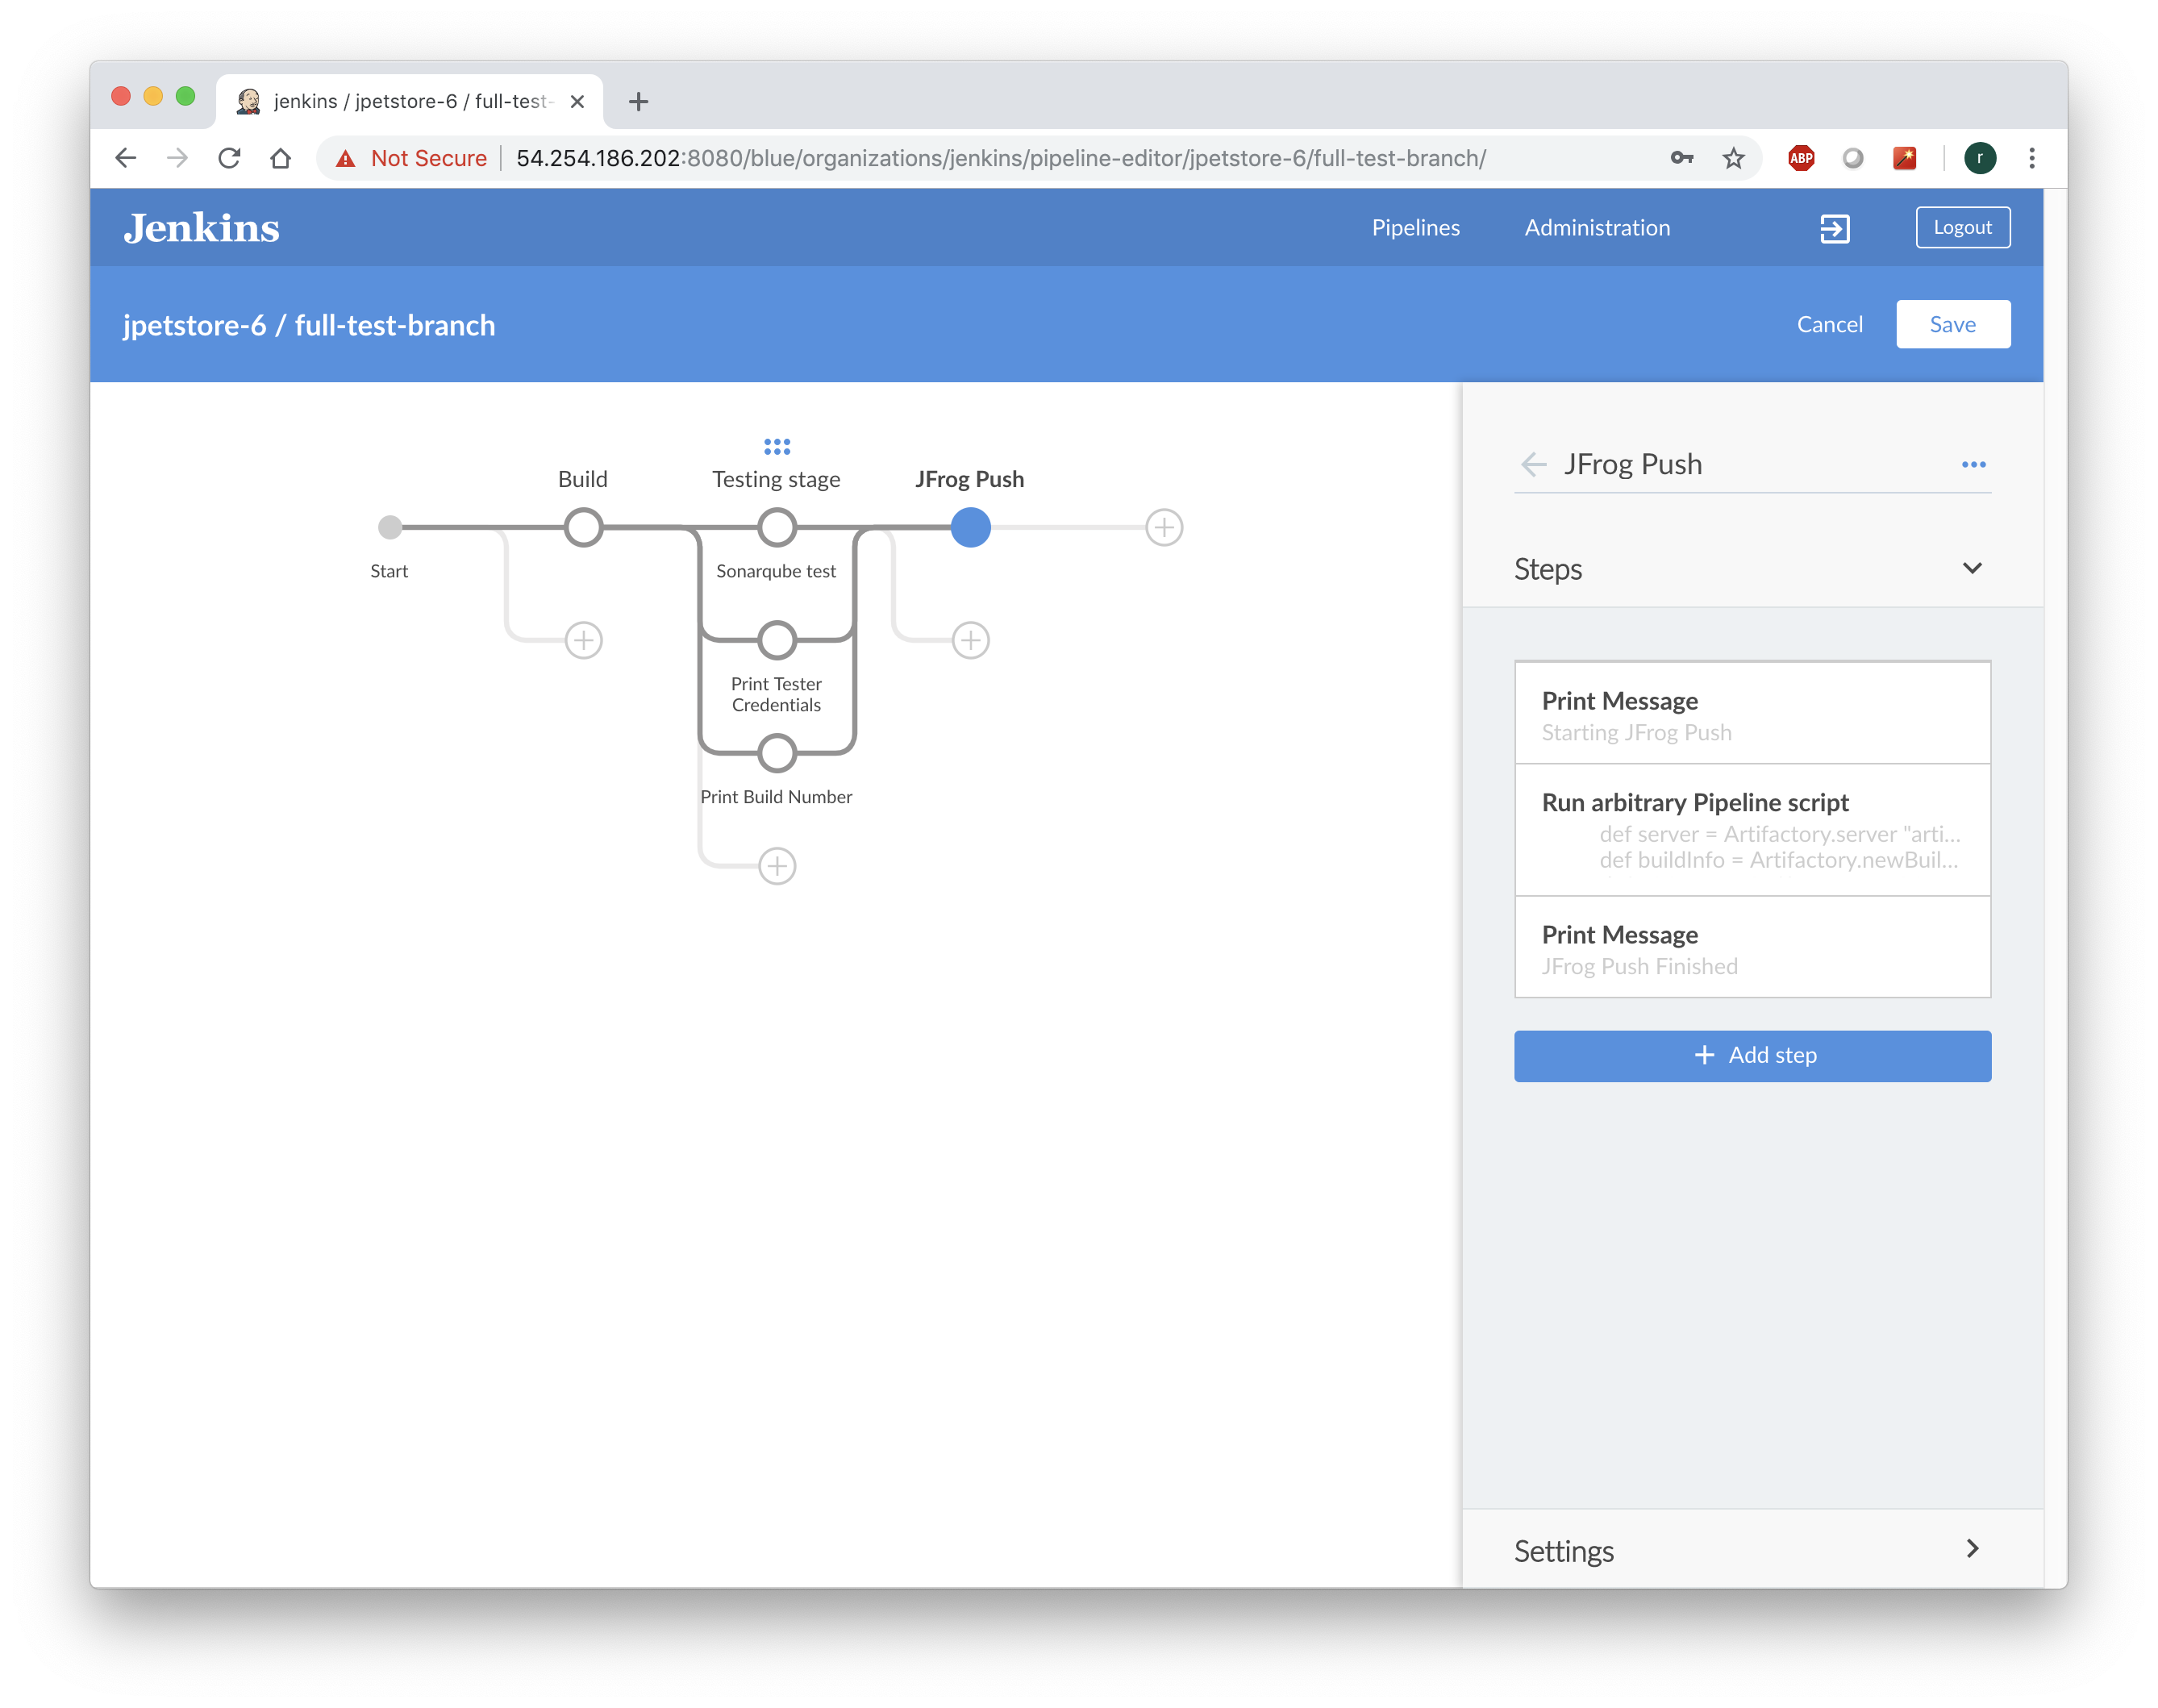 jenkins / jpetstore-6 / full-test-
Not Secure
54.254.186.202:8080/blue/organizations/jenkins/pipeline-editor/jpetstore-6/full-test-branch/
ABP
r
Jenkins
Pipelines
Administration
Logout
jpetstore-6 / full-test-branch
Cancel
Save
Build
Testing stage
JFrog Push
Start
Sonarqube test
Print Tester
Credentials
Print Build Number
JFrog Push
Steps
Print Message
Starting JFrog Push
Run arbitrary Pipeline script
def server = Artifactory.server "arti...
def buildInfo = Artifactory.newBuil...
Print Message
JFrog Push Finished
Add step
Settings